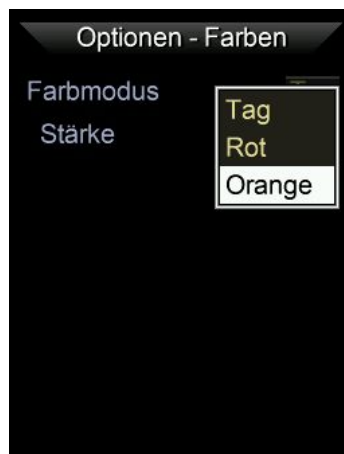 Optionen - Farben
Farbmodus
Tag
Stärke
Rot
Orange